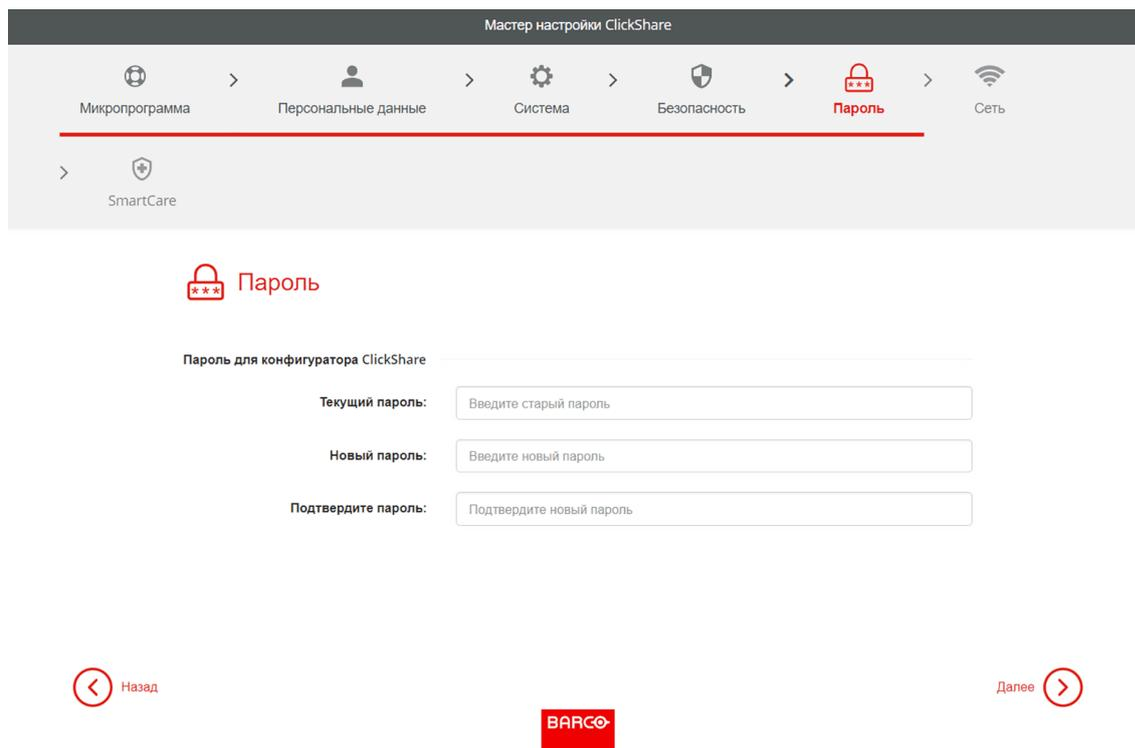 Мастер настройки ClickShare
Микропрограмма
Персональные данные
Система
Безопасность
Пароль
Сеть
SmartCare
Пароль
Пароль для конфигуратора ClickShare
Текущий пароль: Введите старый пароль
Новый пароль: Введите новый пароль
Подтвердите пароль: Подтвердите новый пароль
Назад
Далее
BARCO